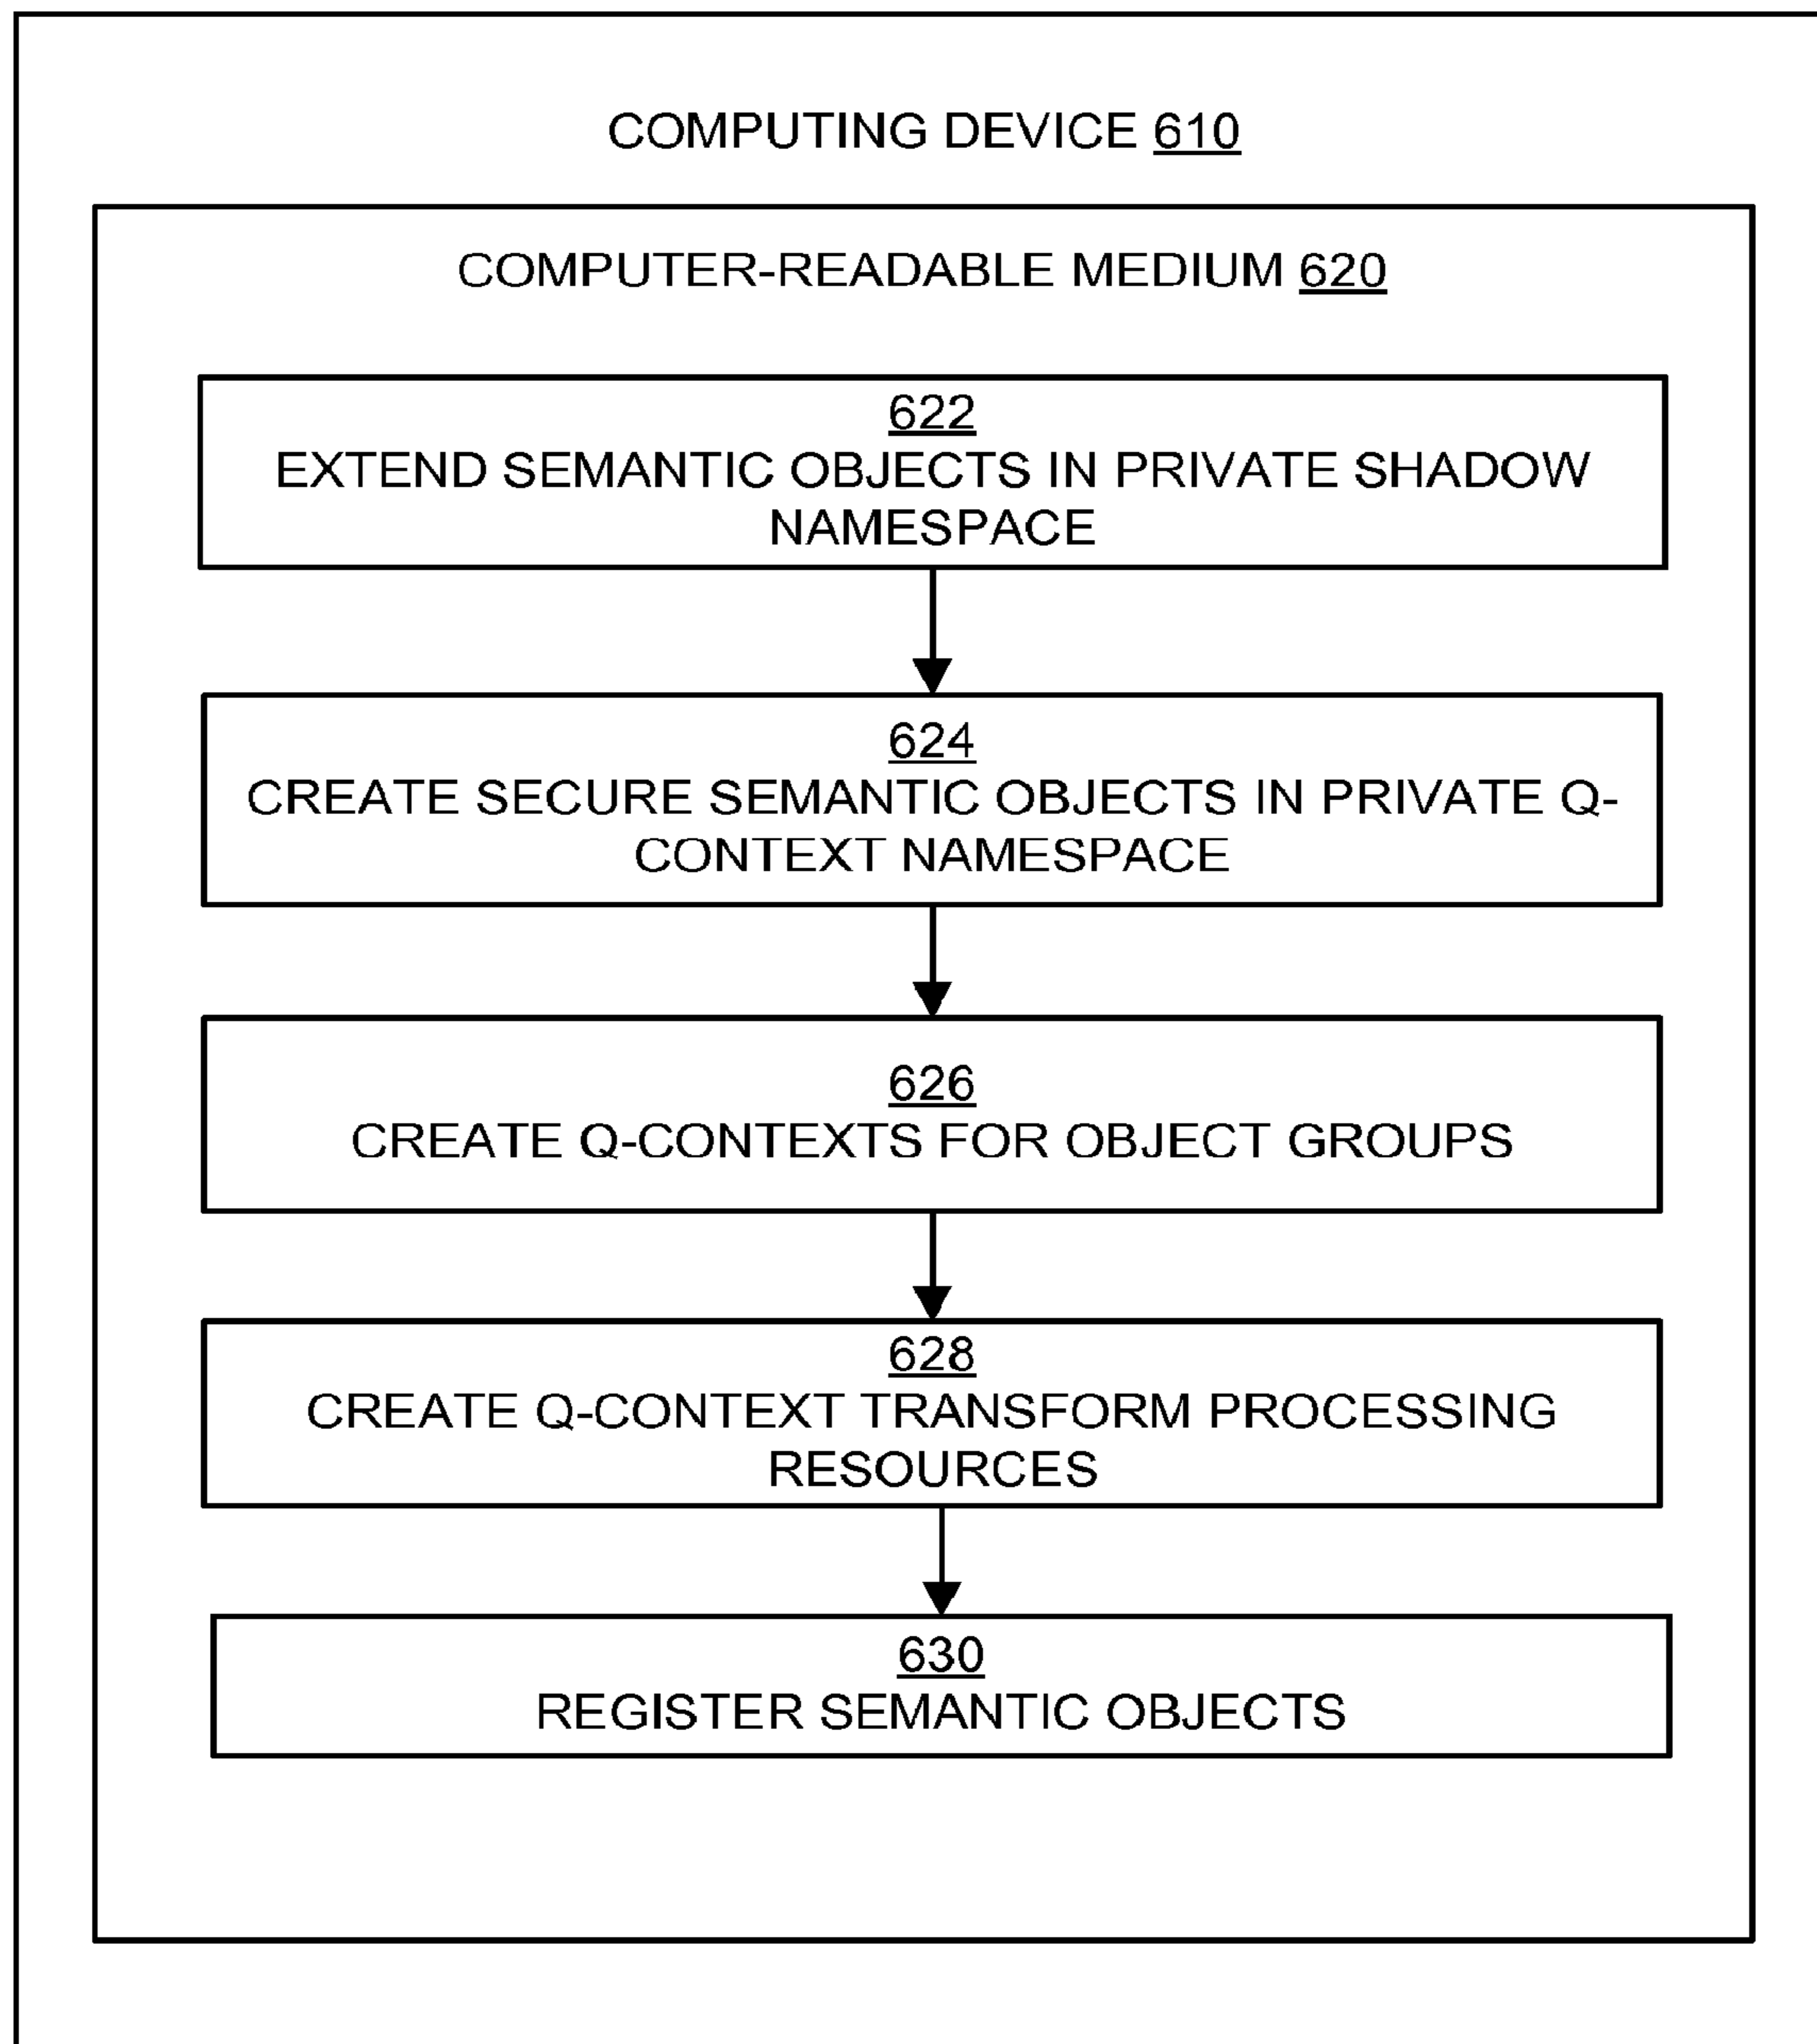 COMPUTING DEVICE 610
COMPUTER-READABLE MEDIUM 620
622
EXTEND SEMANTIC OBJECTS IN PRIVATE SHADOW
NAMESPACE
624
CREATE SECURE SEMANTIC OBJECTS IN PRIVATE Q-
CONTEXT NAMESPACE
626
CREATE Q-CONTEXTS FOR OBJECT GROUPS
628
CREATE Q-CONTEXT TRANSFORM PROCESSING
RESOURCES
630
REGISTER SEMANTIC OBJECTS